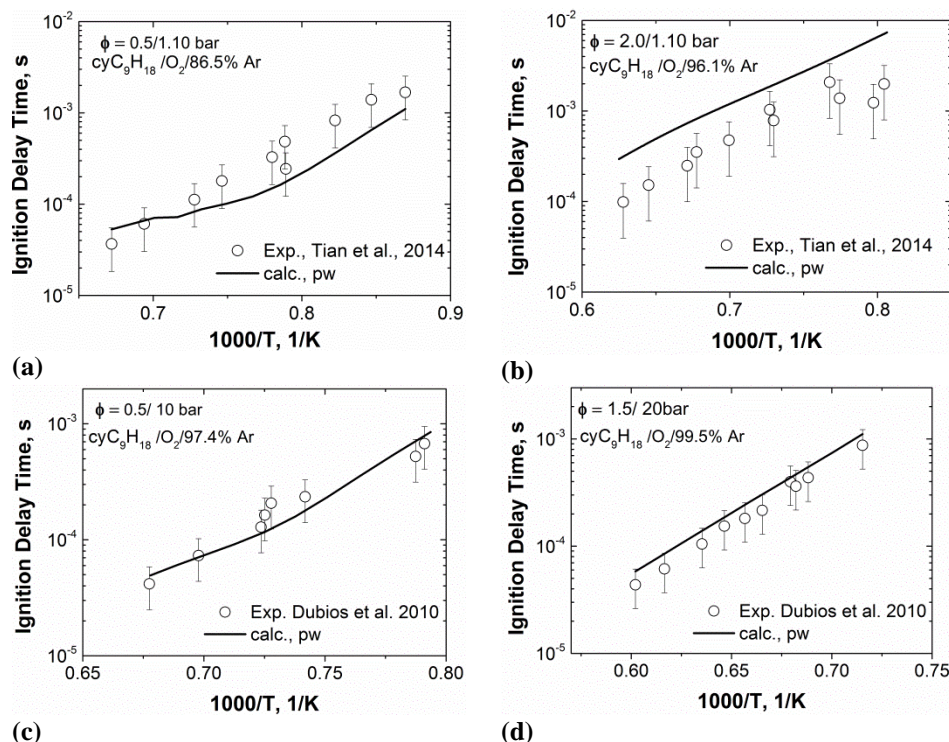 10⁻²
ϕ = 0.5/1.10 bar
cyC₉H₁₈ /O₂/86.5% Ar
10⁻³
10⁻⁴
10⁻⁵
Ignition Delay Time, s
Exp., Tian et al., 2014
calc., pw
0.7 0.8 0.9
1000/T, 1/K
(a)
10⁻²
ϕ = 2.0/1.10 bar
cyC₉H₁₈ /O₂/96.1% Ar
10⁻³
10⁻⁴
10⁻⁵
Ignition Delay Time, s
Exp., Tian et al., 2014
calc., pw
0.6 0.7 0.8
1000/T, 1/K
(b)
ϕ = 0.5/ 10 bar
10⁻³
cyC₉H₁₈ /O₂/97.4% Ar
10⁻⁴
10⁻⁵
Ignition Delay Time, s
Exp. Dubios et al. 2010
calc., pw
0.65 0.70 0.75 0.80
1000/T, 1/K
(c)
ϕ = 1.5/ 20bar
10⁻³
cyC₉H₁₈ /O₂/99.5% Ar
10⁻⁴
10⁻⁵
Ignition Delay Time, s
Exp. Dubios et al. 2010
calc., pw
0.60 0.65 0.70 0.75
1000/T, 1/K
(d)